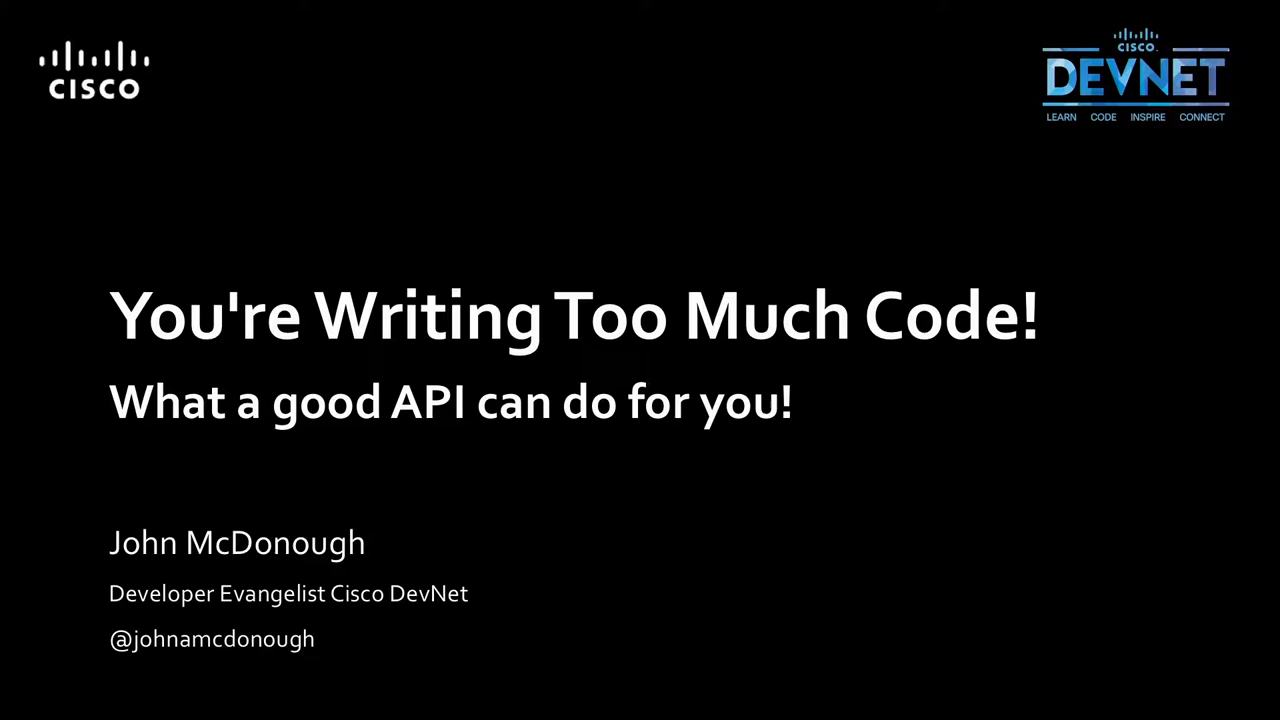 CISCO
CISCO
DEVNET
LEARN CODE INSPIRE CONNECT
You're Writing Too Much Code!
What a good API can do for you!
John McDonough
Developer Evangelist Cisco DevNet
@johnamcdonough